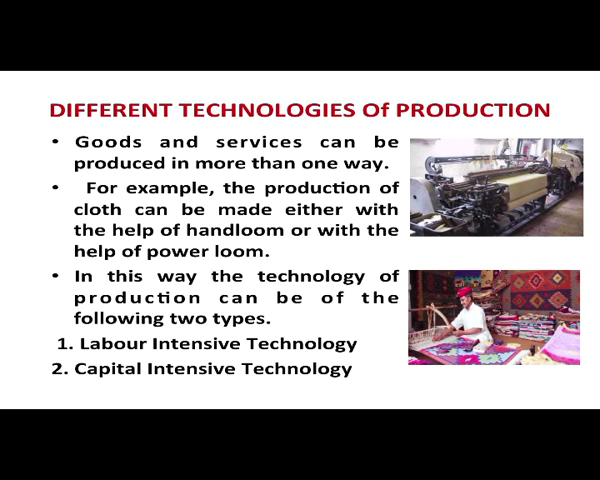 DIFFERENT TECHNOLOGIES Of PRODUCTION
• Goods and services can be
produced in more than one way.
• For example, the production of
cloth can be made either with
the help of handloom or with the
help of power loom.
• In this way the technology of
production can be of the
following two types.
1. Labour Intensive Technology
2. Capital Intensive Technology